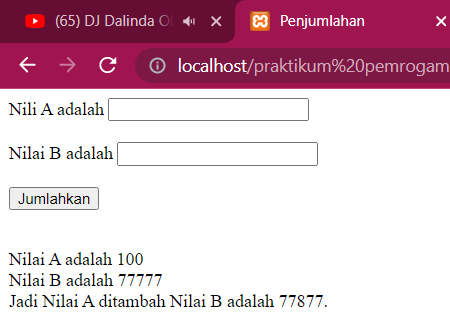 (65) DJ Dalinda
Penjumlahan
localhost/praktikum%20pemrogam
Nili A adalah
Nilai B adalah
Jumlahkan
Nilai A adalah 100
Nilai B adalah 77777
Jadi Nilai A ditambah Nilai B adalah 77877.